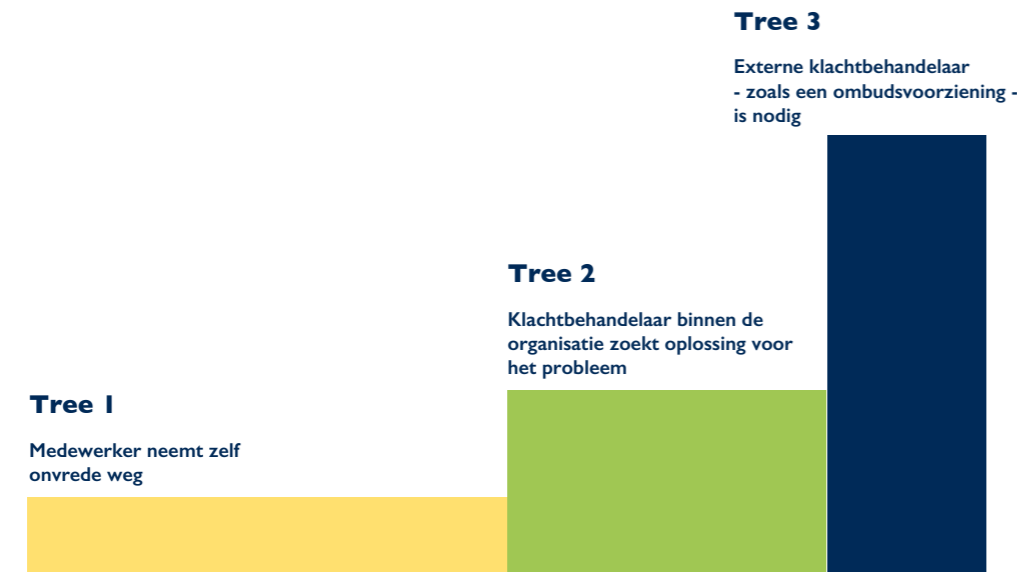 Tree 3
Externe klachtbehandelaar
- zoals een ombudsvoorziening -
is nodig
Tree 2
Klachtbehandelaar binnen de
organisatie zoekt oplossing voor
het probleem
Tree 1
Medewerker neemt zelf
onvrede weg